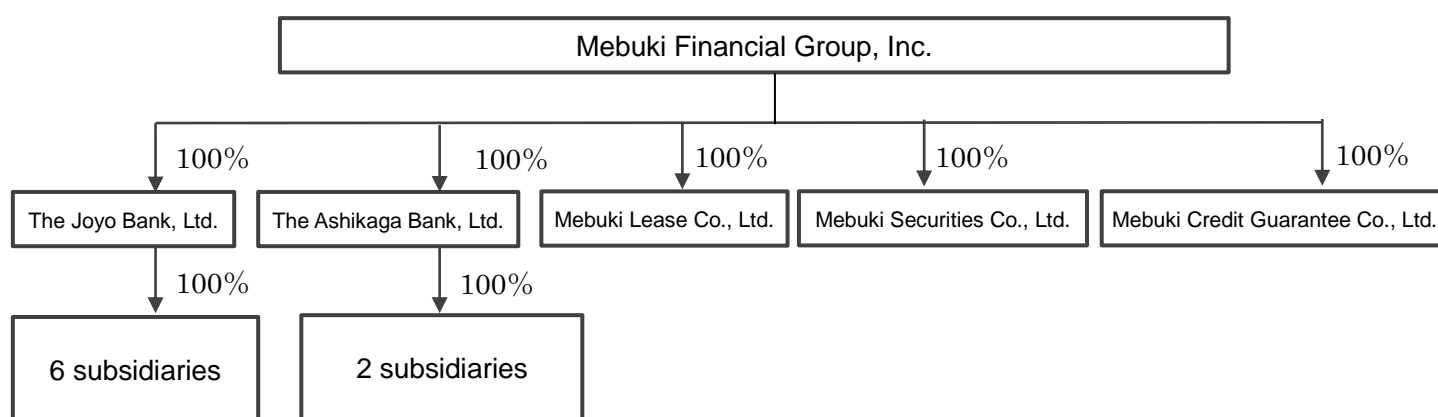 Mebuki Financial Group, Inc.
100%
100%
100%
100%
100%
The Joyo Bank, Ltd.
The Ashikaga Bank, Ltd.
Mebuki Lease Co., Ltd.
Mebuki Securities Co., Ltd.
Mebuki Credit Guarantee Co., Ltd.
100%
100%
6 subsidiaries
2 subsidiaries